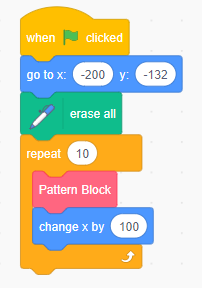 when clicked
go to x: -200 y: -132
erase all
repeat 10
Pattern Block
change x by 100